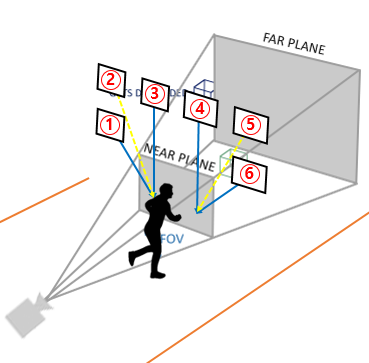 FAR PLANE
②
③
④
①
⑤
NEAR PLANE
⑥
FOV